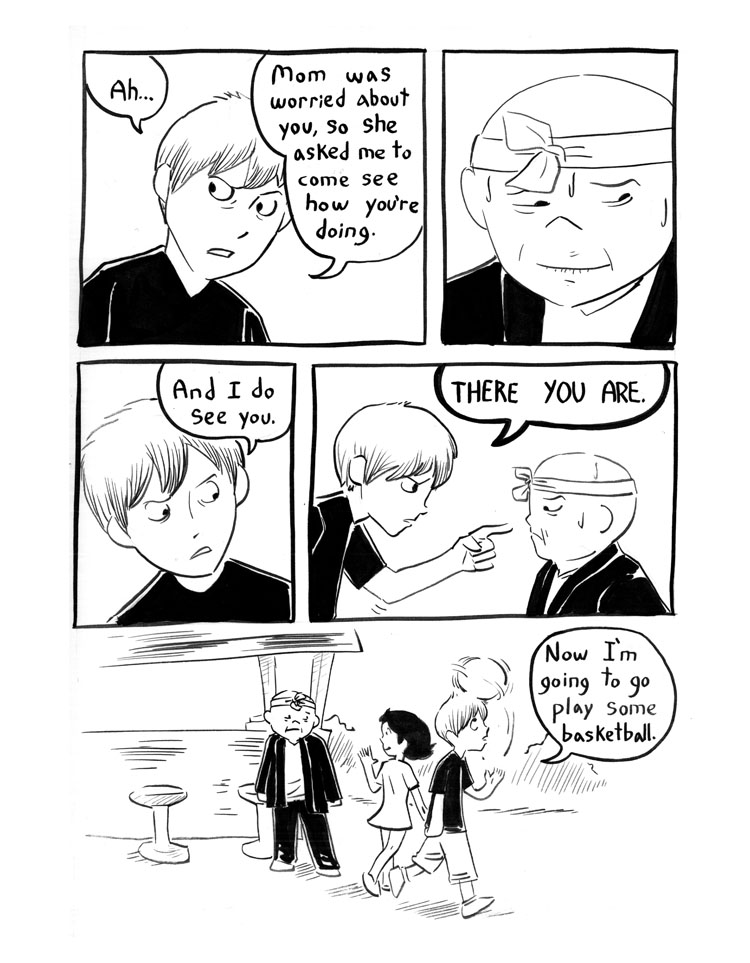 Ah...
Mom was
worried about
you, so she
asked me to
come see
how you're
doing.
And I do
see you.
THERE YOU ARE.
Now I'm
going to go
play some
basketball.